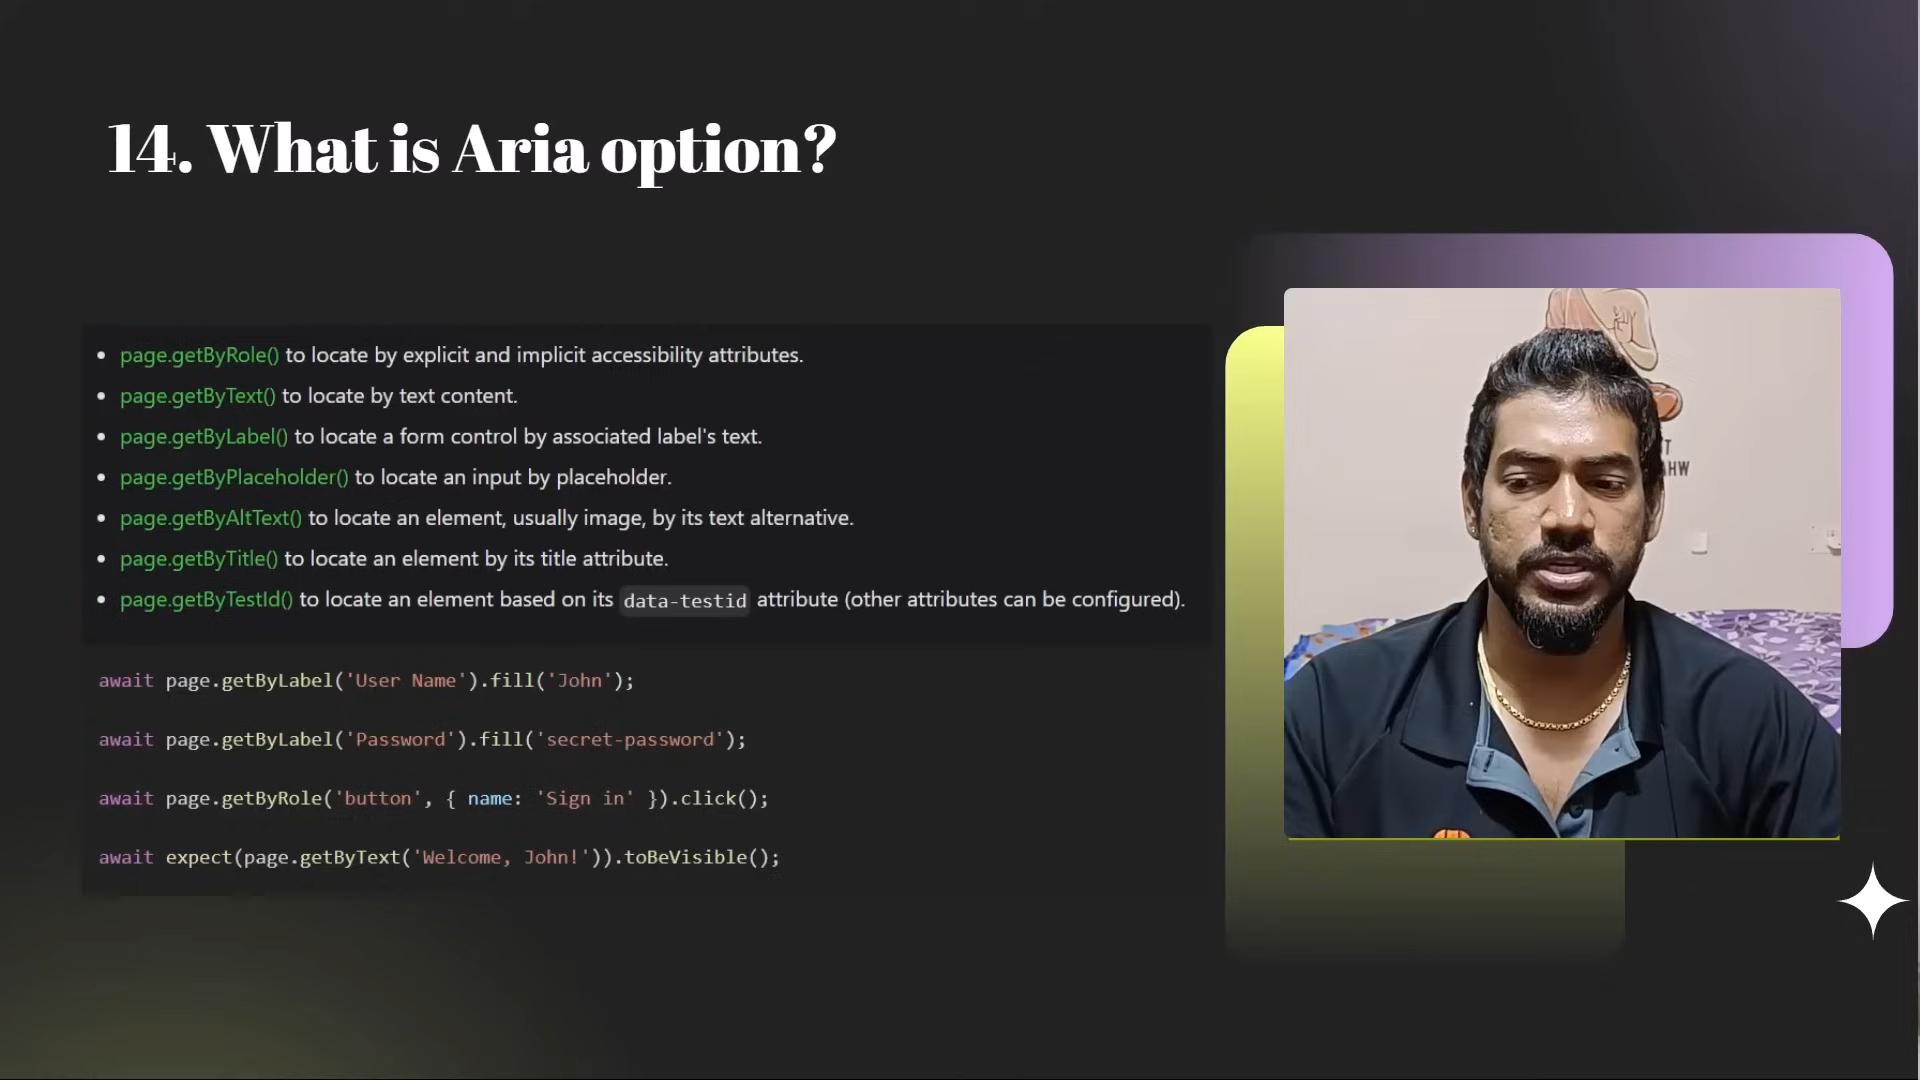 14. What is Aria option?
page.getByRole() to locate by explicit and implicit accessibility attributes.
page.getByText() to locate by text content.
page.getByLabel() to locate a form control by associated label's text.
page.getByPlaceholder() to locate an input by placeholder.
page.getByAltText() to locate an element, usually image, by its text alternative.
page.getByTitle() to locate an element by its title attribute.
page.getByTestId() to locate an element based on its data-testid attribute (other attributes can be configured).
await page.getByLabel('User Name').fill('John');
await page.getByLabel('Password').fill('secret-password');
await page.getByRole('button', { name: 'Sign in' }).click();
await expect(page.getByText('Welcome, John!')).toBeVisible();